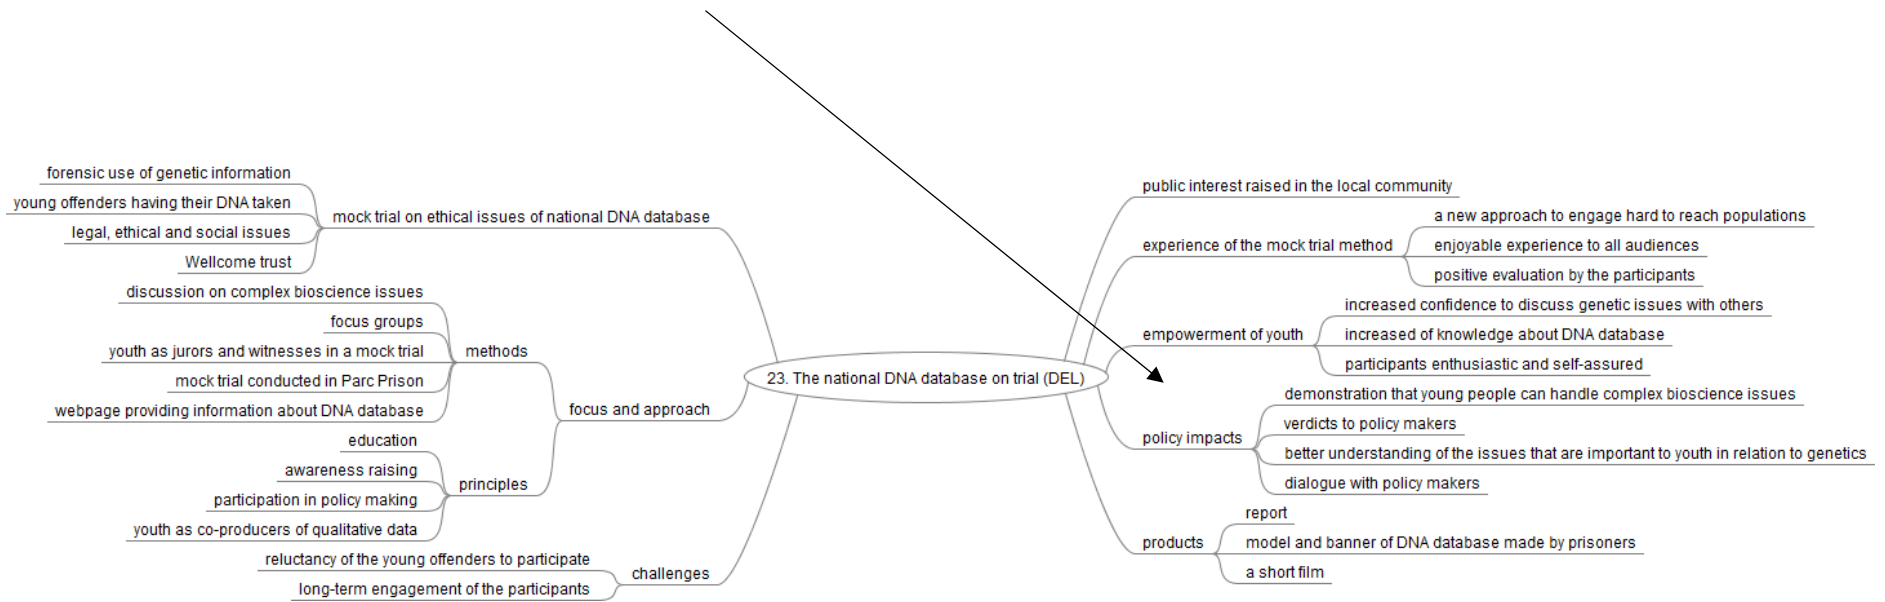 forensic use of genetic information
young offenders having their DNA taken
legal, ethical and social issues
Wellcome trust
mock trial on ethical issues of national DNA database
discussion on complex bioscience issues
focus groups
youth as jurors and witnesses in a mock trial
mock trial conducted in Parc Prison
webpage providing information about DNA database
methods
education
awareness raising
participation in policy making
youth as co-producers of qualitative data
principles
focus and approach
reluctancy of the young offenders to participate
long-term engagement of the participants
challenges
23. The national DNA database on trial (DEL)
public interest raised in the local community
experience of the mock trial method
a new approach to engage hard to reach populations
enjoyable experience to all audiences
positive evaluation by the participants
empowerment of youth
increased confidence to discuss genetic issues with others
increased of knowledge about DNA database
participants enthusiastic and self-assured
policy impacts
demonstration that young people can handle complex bioscience issues
verdicts to policy makers
better understanding of the issues that are important to youth in relation to genetics
dialogue with policy makers
products
report
model and banner of DNA database made by prisoners
a short film